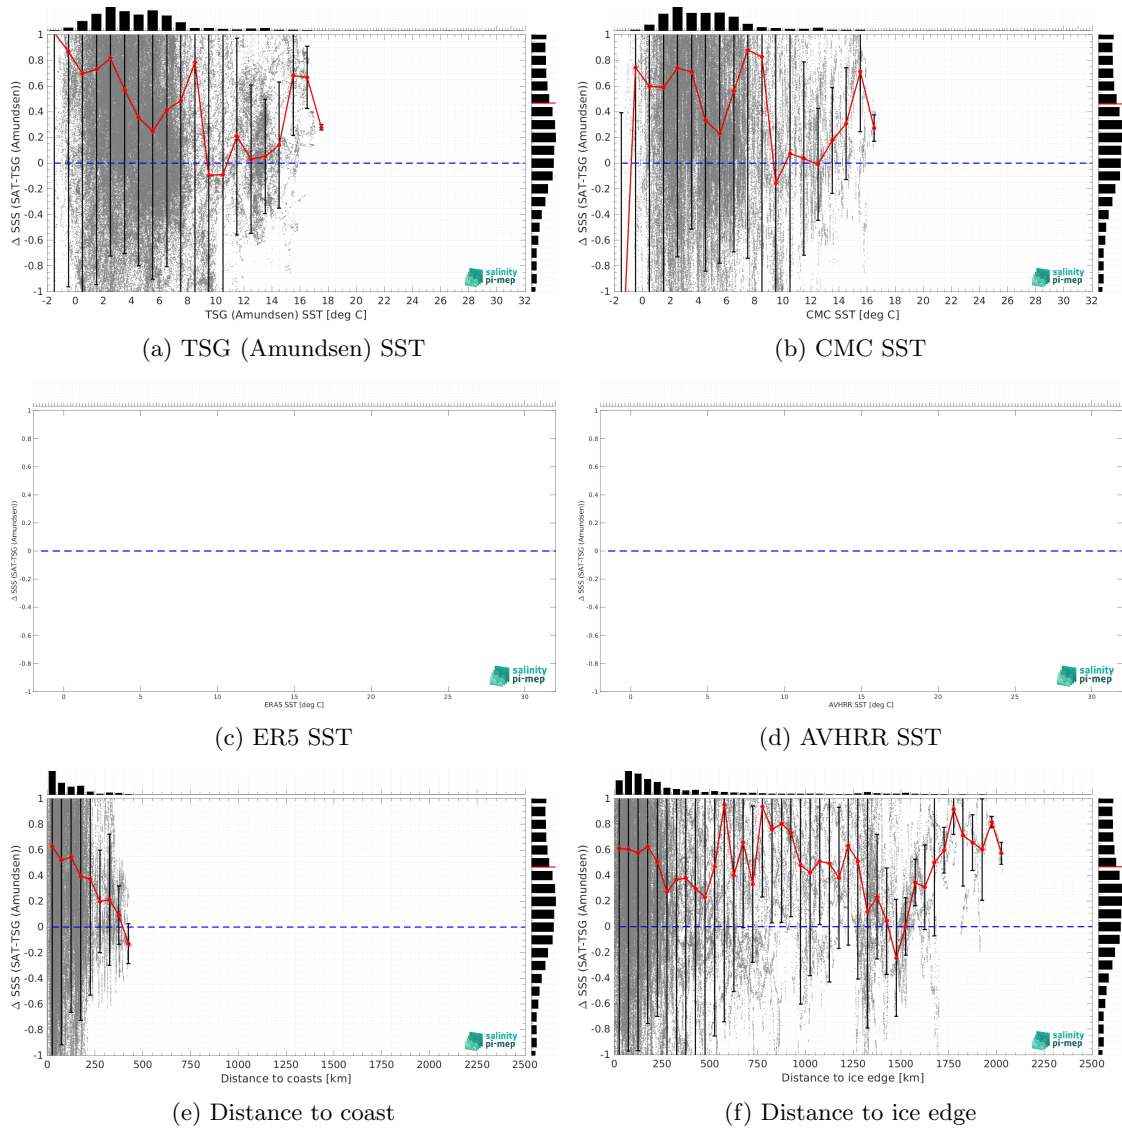 1
0.8
0.6
0.4
0.2
0
-0.2
-0.4
-0.6
-0.8
-1
Δ SSS (SAT-TSG (Amundsen))
-2 0 2 4 6 8 10 12 14 16 18 20 22 24 26 28 30 32
TSG (Amundsen) SST [deg C]
salinity
pi-mep
(a) TSG (Amundsen) SST
1
0.8
0.6
0.4
0.2
0
-0.2
-0.4
-0.6
-0.8
-1
Δ SSS (SAT-TSG (Amundsen))
-2 0 2 4 6 8 10 12 14 16 18 20 22 24 26 28 30 32
CMC SST [deg C]
salinity
pi-mep
(b) CMC SST
1
0.8
0.6
0.4
0.2
0
-0.2
-0.4
-0.6
-0.8
-1
Δ SSS (SAT-TSG (Amundsen))
0 5 10 15 20 25 30
ERA5 SST [deg C]
salinity
pi-mep
(c) ER5 SST
1
0.8
0.6
0.4
0.2
0
-0.2
-0.4
-0.6
-0.8
-1
Δ SSS (SAT-TSG (Amundsen))
0 5 10 15 20 25 30
AVHRR SST [deg C]
salinity
pi-mep
(d) AVHRR SST
1
0.8
0.6
0.4
0.2
0
-0.2
-0.4
-0.6
-0.8
-1
Δ SSS (SAT-TSG (Amundsen))
0 250 500 750 1000 1250 1500 1750 2000 2250 2500
Distance to coasts [km]
salinity
pi-mep
(e) Distance to coast
1
0.8
0.6
0.4
0.2
0
-0.2
-0.4
-0.6
-0.8
-1
Δ SSS (SAT-TSG (Amundsen))
0 250 500 750 1000 1250 1500 1750 2000 2250 2500
Distance to ice edge [km]
salinity
pi-mep
(f) Distance to ice edge